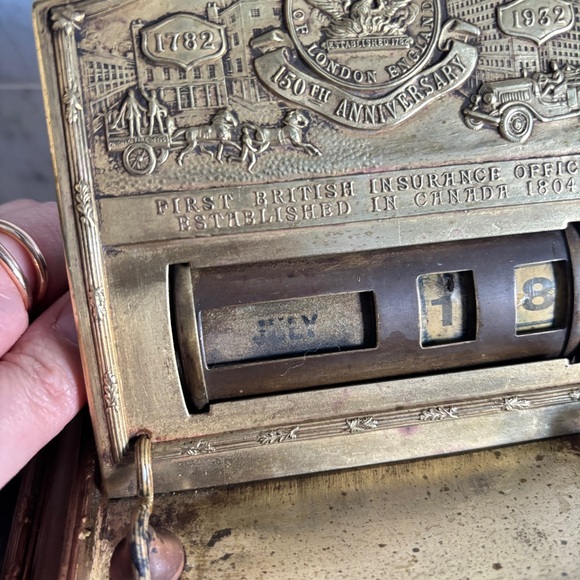 1782
1932
OF LONDON ENGLAND
ESTABLISHED 1782
150TH ANNIVERSARY
FIRST BRITISH INSURANCE OFFICE
ESTABLISHED IN CANADA 1804
JULY 1 8